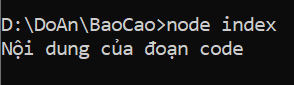 D:\DoAn\BaoCao>node index
Nội dung của đoạn code